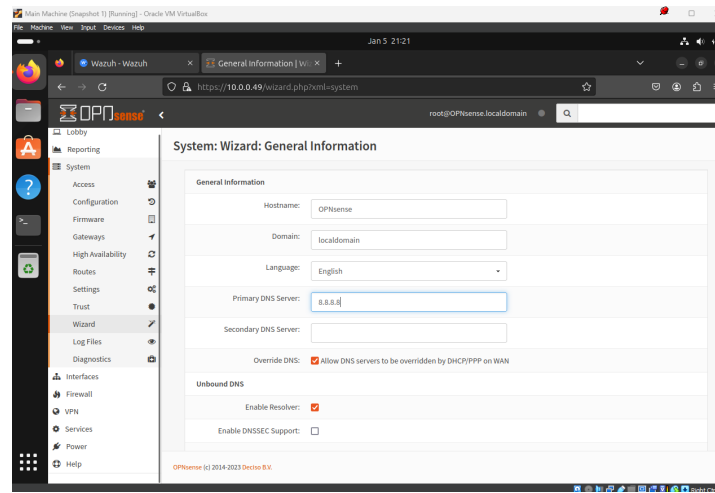 Main Machine (Snapshot 1) [Running] - Oracle VM VirtualBox
File Machine View Input Devices Help
Jan 5 21:21
Wazuh - Wazuh
General Information | Wi
https://10.0.0.49/wizard.php?xml=system
OPNsense
root@OPNsense.localdomain
Lobby
Reporting
System
Access
Configuration
Firmware
Gateways
High Availability
Routes
Settings
Trust
Wizard
Log Files
Diagnostics
Interfaces
Firewall
VPN
Services
Power
Help
System: Wizard: General Information
General Information
Hostname: OPNsense
Domain: localdomain
Language: English
Primary DNS Server: 8.8.8.8
Secondary DNS Server:
Override DNS: Allow DNS servers to be overridden by DHCP/PPP on WAN
Unbound DNS
Enable Resolver:
Enable DNSSEC Support:
OPNsense (c) 2014-2023 Deciso B.V.
Right Ct